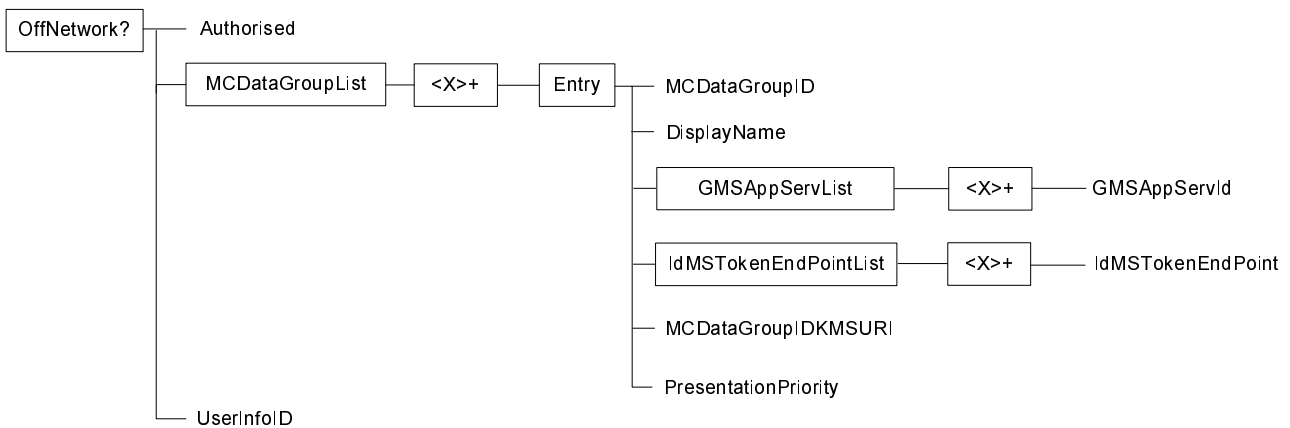 OffNetwork?
Authorised
MCDataGroupList
<X>+
Entry
MCDataGroupID
DisplayName
GMSAppServList
<X>+
GMSAppServId
IdMSTokenEndPointList
<X>+
IdMSTokenEndPoint
MCDataGroupIDKMSURI
PresentationPriority
UserInfoID